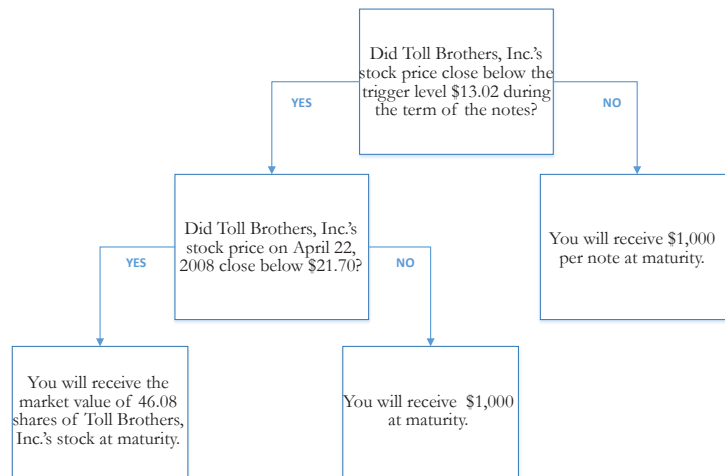 Did Toll Brothers, Inc.'s
stock price close below the
trigger level $13.02 during
the term of the notes?
YES
NO
Did Toll Brothers, Inc.'s
stock price on April 22,
2008 close below $21.70?
You will receive $1,000
per note at maturity.
YES
NO
You will receive the
market value of 46.08
shares of Toll Brothers,
Inc.'s stock at maturity.
You will receive $1,000
at maturity.